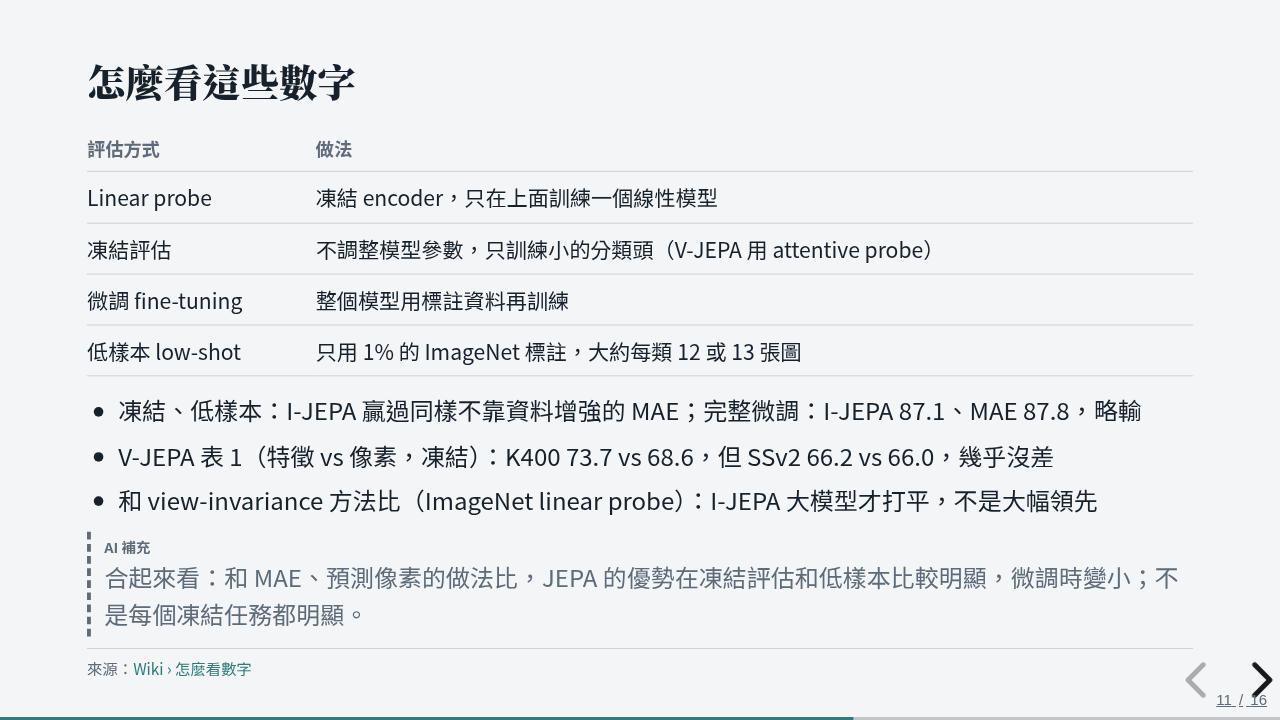 怎麼看這些數字
評估方式 做法
Linear probe 凍結 encoder，只在上面訓練一個線性模型
凍結評估 不調整模型參數，只訓練小的分類頭（V-JEPA 用 attentive probe）
微調 fine-tuning 整個模型用標註資料再訓練
低樣本 low-shot 只用 1% 的 ImageNet 標註，大約每類 12 或 13 張圖
• 凍結、低樣本：I-JEPA 贏過同樣不靠資料增強的 MAE；完整微調：I-JEPA 87.1、MAE 87.8，略輸
• V-JEPA 表 1（特徵 vs 像素，凍結）：K400 73.7 vs 68.6，但 SSv2 66.2 vs 66.0，幾乎沒差
• 和 view-invariance 方法比（ImageNet linear probe）：I-JEPA 大模型才打平，不是大幅領先
AI 補充
合起來看：和 MAE、預測像素的做法比，JEPA 的優勢在凍結評估和低樣本比較明顯，微調時變小；不
是每個凍結任務都明顯。
來源：Wiki › 怎麼看數字
11 / 16